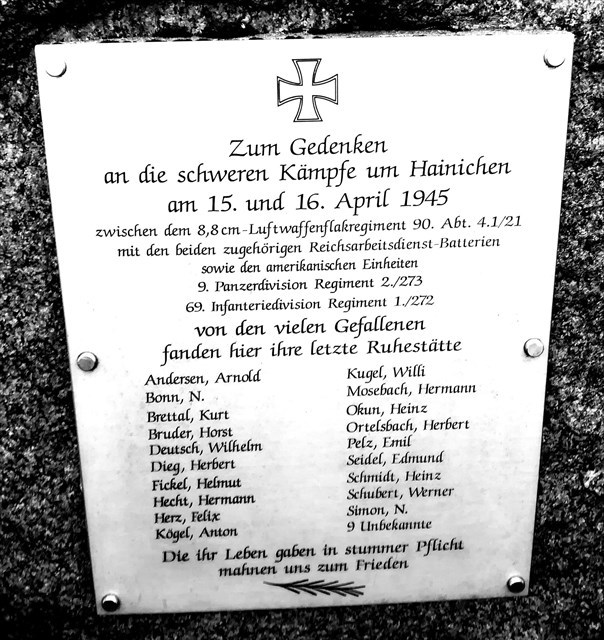 Zum Gedenken
an die schweren Kämpfe um Hainichen
am 15. und 16. April 1945
zwischen dem 8,8 cm-Luftwaffenflakregiment 90. Abt. 4.1/21
mit den beiden zugehörigen Reichsarbeitsdienst-Batterien
sowie den amerikanischen Einheiten
9. Panzerdivision Regiment 2./273
69. Infanteriedivision Regiment 1./272
von den vielen Gefallenen
fanden hier ihre letzte Ruhestätte
Andersen, Arnold
Bonn, N.
Brettal, Kurt
Bruder, Horst
Deutsch, Wilhelm
Dieg, Herbert
Fickel, Helmut
Hecht, Hermann
Herz, Felix
Kögel, Anton
Kugel, Willi
Mosebach, Hermann
Okun, Heinz
Ortelsbach, Herbert
Pelz, Emil
Seidel, Edmund
Schmidt, Heinz
Schubert, Werner
Simon, N.
9 Unbekannte
Die ihr Leben gaben in stummer Pflicht
mahnen uns zum Frieden